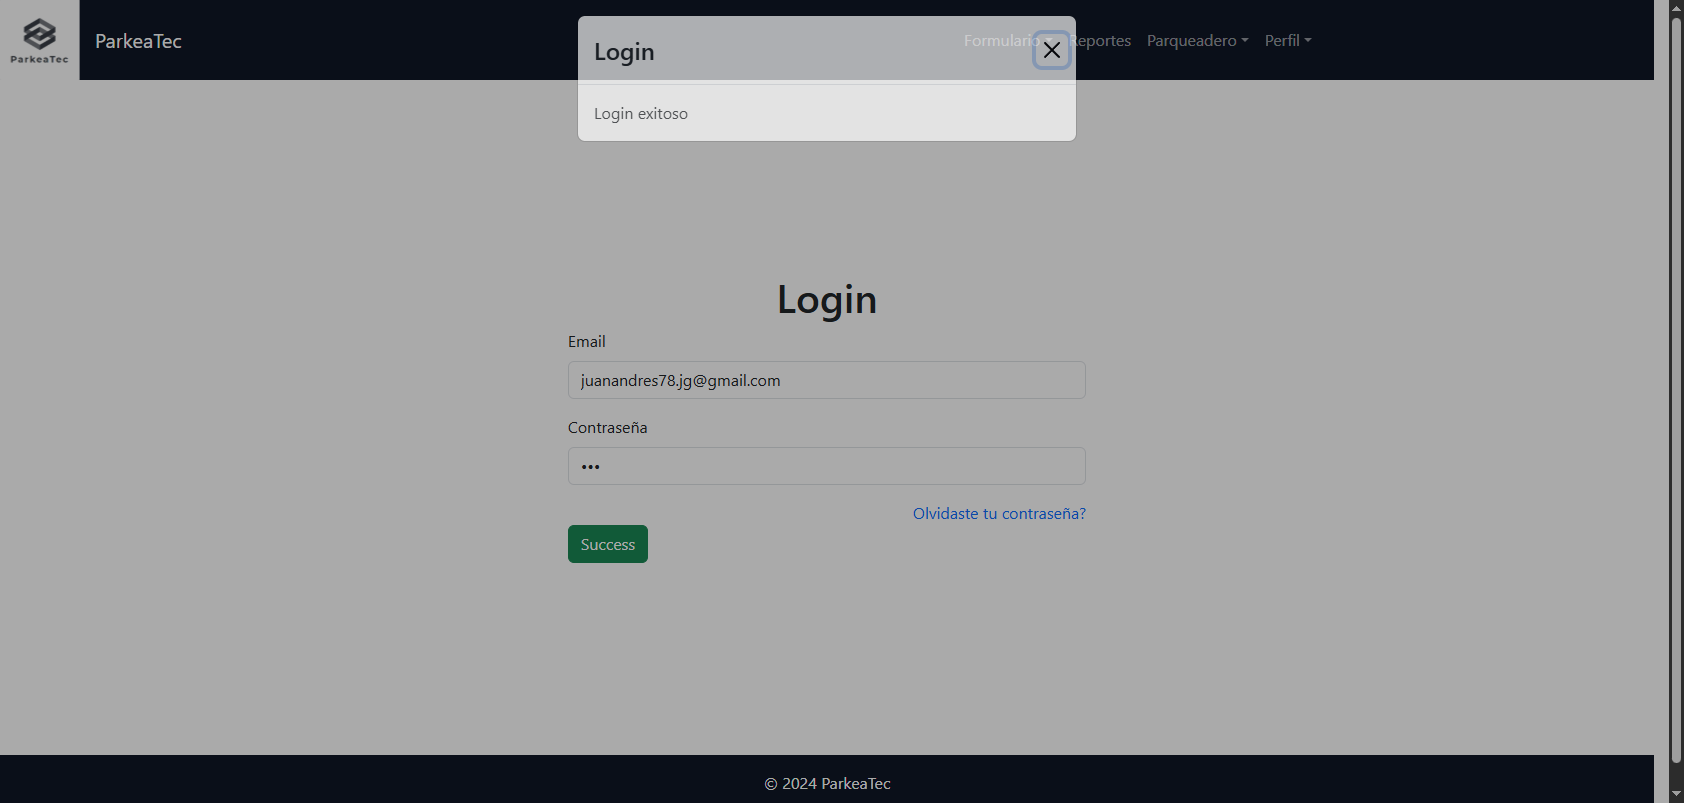 ParkeaTec
ParkeaTec
Formulario Reportes Parqueadero Perfil
Login
Login exitoso
Login
Email
juanandres78.jg@gmail.com
Contraseña
•••
Olvidaste tu contraseña?
Success
© 2024 ParkeaTec